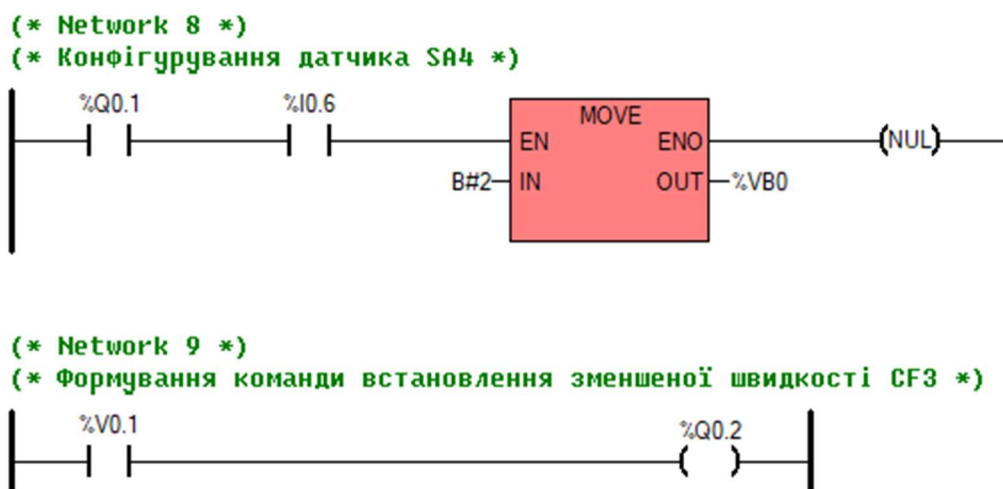 (* Network 8 *)
(* Конфігурування датчика SA4 *)
%Q0.1 %I0.6 MOVE
EN ENO (NUL)
B#2 IN OUT %VB0
(* Network 9 *)
(* Формування команди встановлення зменшеної швидкості CF3 *)
%V0.1 %Q0.2